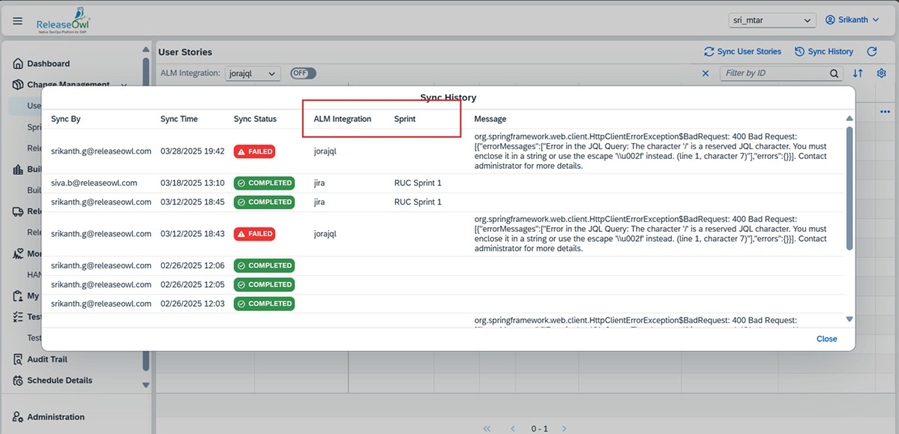 ReleaseOwl
sri_mtar
Srikanth
Dashboard
Change Management
User Stories
Sync User Stories
Sync History
ALM Integration:
jorajql
OFF
Filter by ID
Sync History
Sync By
Sync Time
Sync Status
ALM Integration
Sprint
Message
srikanth.g@releaseowl.com
03/28/2025 19:42
FAILED
jorajql
org.springframework.web.client.HttpClientErrorException$BadRequest: 400 Bad Request:
[{"errorMessages":["Error in the JQL Query: The character '/' is a reserved JQL character. You must
enclose it in a string or use the escape '\\u002f' instead. (line 1, character 7)"],"errors":{}}]. Contact
administrator for more details.
siva.b@releaseowl.com
03/18/2025 13:10
COMPLETED
jira
RUC Sprint 1
srikanth.g@releaseowl.com
03/12/2025 18:45
COMPLETED
jira
RUC Sprint 1
srikanth.g@releaseowl.com
03/12/2025 18:43
FAILED
jorajql
org.springframework.web.client.HttpClientErrorException$BadRequest: 400 Bad Request:
[{"errorMessages":["Error in the JQL Query: The character '/' is a reserved JQL character. You must
enclose it in a string or use the escape '\\u002f' instead. (line 1, character 7)"],"errors":{}}]. Contact
administrator for more details.
srikanth.g@releaseowl.com
02/26/2025 12:06
COMPLETED
srikanth.g@releaseowl.com
02/26/2025 12:05
COMPLETED
srikanth.g@releaseowl.com
02/26/2025 12:03
COMPLETED
org.springframework.web.client.HttpClientErrorException$BadRequest: 400 Bad Request:
Close
Use
Spri
Rel
Bui
Buil
Rele
Rele
Mo
HAN
My
Test
Test
Audit Trail
Schedule Details
Administration
0 - 1